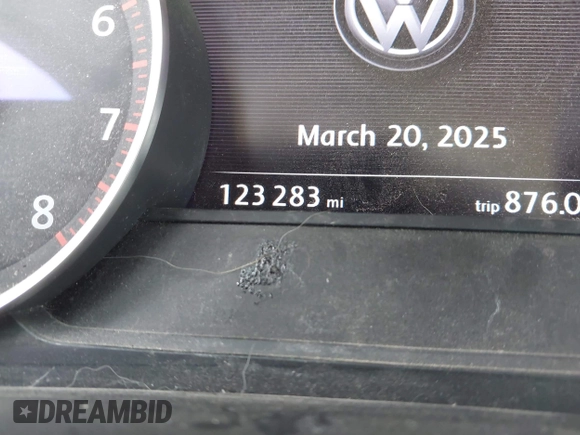 6
7
8
March 20, 2025
123 283 mi
trip 876.0
DREAMBID